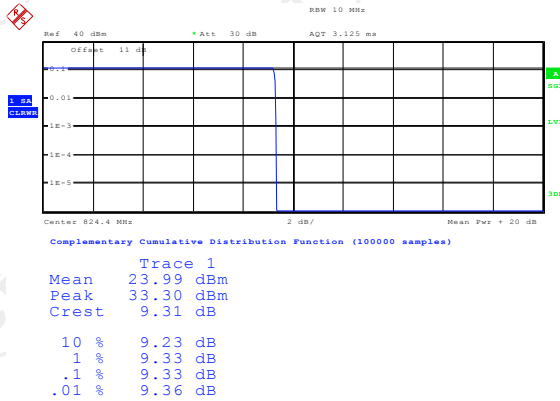 R&S
RBW 10 MHz
Ref 40 dBm * Att 30 dB AQT 3.125 ms
Offset 11 dB
0.1
0.01
1E-3
1E-4
1E-5
1 SA
CLRWR
A
SGL
LVL
3DB
Center 824.4 MHz 2 dB/ Mean Pwr + 20 dB
Complementary Cumulative Distribution Function (100000 samples)
Trace 1
Mean 23.99 dBm
Peak 33.30 dBm
Crest 9.31 dB
10 % 9.23 dB
1 % 9.33 dB
.1 % 9.33 dB
.01 % 9.36 dB